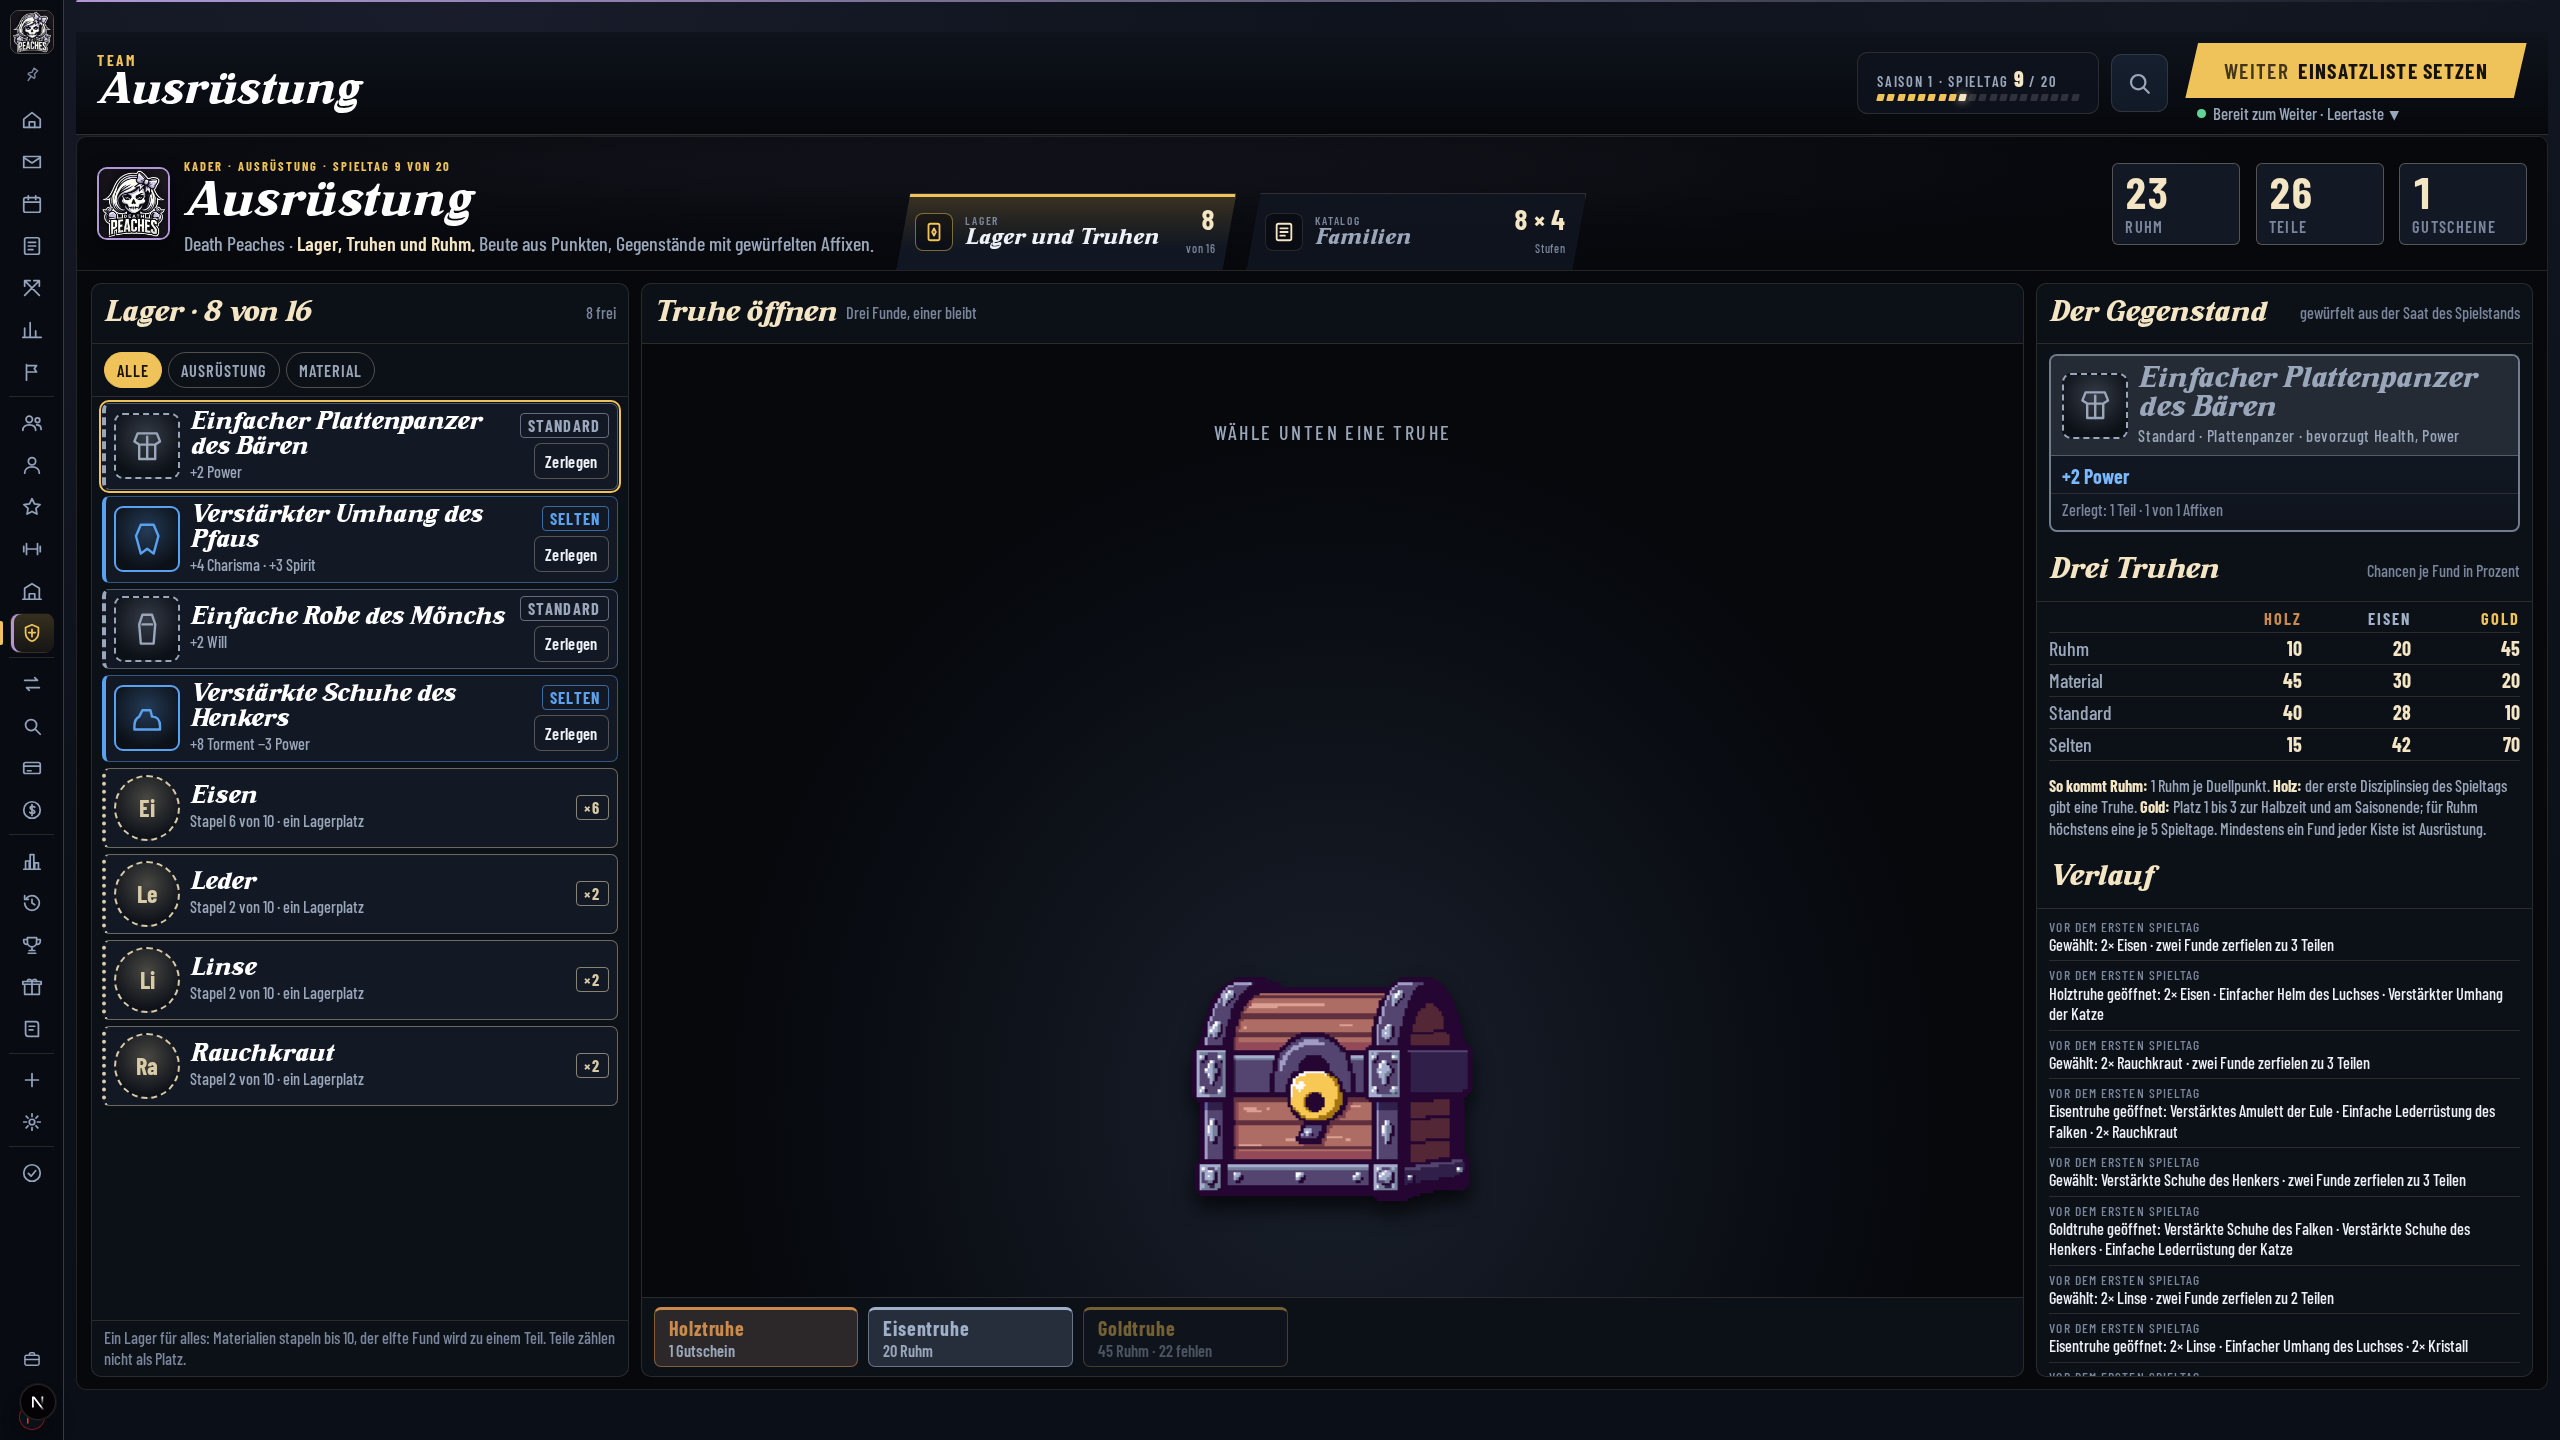 TEAM
Ausrüstung
SAISON 1 · SPIELTAG 9 / 20
WEITER EINSATZLISTE SETZEN
Bereit zum Weiter · Leertaste ▼
PEACHES
KADER · AUSRÜSTUNG · SPIELTAG 9 VON 20
Ausrüstung
Death Peaches · Lager, Truhen und Ruhm. Beute aus Punkten, Gegenstände mit gewürfelten Affixen.
DEATH
PEACHES
LAGER
Lager und Truhen
8
von 16
KATALOG
Familien
8 × 4
Stufen
23
RUHM
26
TEILE
1
GUTSCHEINE
Lager · 8 von 16
8 frei
ALLE
AUSRÜSTUNG
MATERIAL
Einfacher Plattenpanzer
des Bären
+2 Power
STANDARD
Zerlegen
Verstärkter Umhang des
Pfaus
+4 Charisma · +3 Spirit
SELTEN
Zerlegen
Einfache Robe des Mönchs
+2 Will
STANDARD
Zerlegen
Verstärkte Schuhe des
Henkers
+8 Torment −3 Power
SELTEN
Zerlegen
Ei
Eisen
Stapel 6 von 10 · ein Lagerplatz
×6
Le
Leder
Stapel 2 von 10 · ein Lagerplatz
×2
Li
Linse
Stapel 2 von 10 · ein Lagerplatz
×2
Ra
Rauchkraut
Stapel 2 von 10 · ein Lagerplatz
×2
Ein Lager für alles: Materialien stapeln bis 10, der elfte Fund wird zu einem Teil. Teile zählen
nicht als Platz.
Truhe öffnen
Drei Funde, einer bleibt
WÄHLE UNTEN EINE TRUHE
Holztruhe
1 Gutschein
Eisentruhe
20 Ruhm
Goldtruhe
45 Ruhm · 22 fehlen
Der Gegenstand
gewürfelt aus der Saat des Spielstands
Einfacher Plattenpanzer
des Bären
Standard · Plattenpanzer · bevorzugt Health, Power
+2 Power
Zerlegt: 1 Teil · 1 von 1 Affixen
Drei Truhen
Chancen je Fund in Prozent
HOLZ EISEN GOLD
Ruhm 10 20 45
Material 45 30 20
Standard 40 28 10
Selten 15 42 70
So kommt Ruhm: 1 Ruhm je Duellpunkt. Holz: der erste Disziplinsieg des Spieltags
gibt eine Truhe. Gold: Platz 1 bis 3 zur Halbzeit und am Saisonende; für Ruhm
höchstens eine je 5 Spieltage. Mindestens ein Fund jeder Kiste ist Ausrüstung.
Verlauf
VOR DEM ERSTEN SPIELTAG
Gewählt: 2× Eisen · zwei Funde zerfielen zu 3 Teilen
VOR DEM ERSTEN SPIELTAG
Holztruhe geöffnet: 2× Eisen · Einfacher Helm des Luchses · Verstärkter Umhang
der Katze
VOR DEM ERSTEN SPIELTAG
Gewählt: 2× Rauchkraut · zwei Funde zerfielen zu 3 Teilen
VOR DEM ERSTEN SPIELTAG
Eisentruhe geöffnet: Verstärktes Amulett der Eule · Einfache Lederrüstung des
Falken · 2× Rauchkraut
VOR DEM ERSTEN SPIELTAG
Gewählt: Verstärkte Schuhe des Henkers · zwei Funde zerfielen zu 3 Teilen
VOR DEM ERSTEN SPIELTAG
Goldtruhe geöffnet: Verstärkte Schuhe des Falken · Verstärkte Schuhe des
Henkers · Einfache Lederrüstung der Katze
VOR DEM ERSTEN SPIELTAG
Gewählt: 2× Linse · zwei Funde zerfielen zu 2 Teilen
VOR DEM ERSTEN SPIELTAG
Eisentruhe geöffnet: 2× Linse · Einfacher Umhang des Luchses · 2× Kristall
VOR DEM ERSTEN SPIELTAG
N